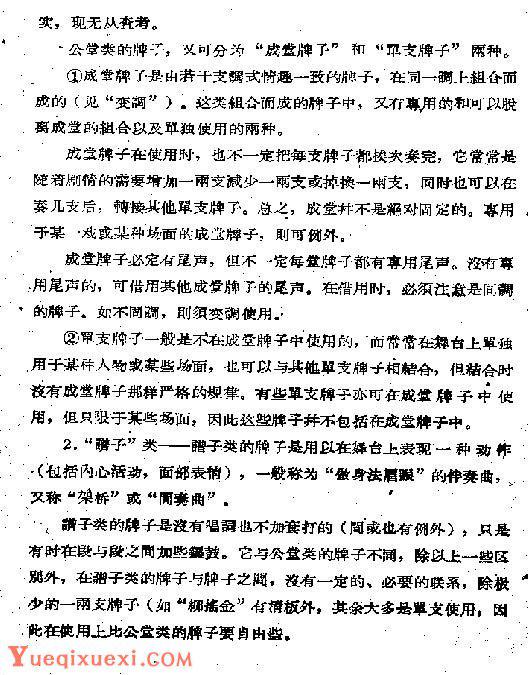 实，现无从查考。
公堂类的牌子，又可分为“成堂牌子”和“單支牌子”兩种。
①成堂牌子是由若干支調式情趣一致的牌子，在同一調上組合而
成的（见“变調”）。这类組合而成的牌子中，又有專用的和可以脱
离成堂的組合以及單独使用的兩种。
成堂牌子在使用时，也不一定把每支牌子都挨次奏完，它常常是
随着剧情的需要增加一兩支减少一兩支或掉换一兩支，同时也可以在
奏几支后，轉接其他單支牌子。总之，成堂并不是絕对固定的。專用
于某一戏或某种场面的成堂牌子，則可例外。
成堂牌子必定有尾声，但不一定每堂牌子都有專用尾声。沒有專
用尾声的，可借用其他成堂牌子的尾声。在借用时，必須注意是同調
的牌子。如不同調，則須变調使用。
②單支牌子一般是不在成堂牌子中使用的，而常常在舞台上單独
用于某种人物或某些场面，也可以与其他單支牌子相結合，但結合时
沒有成堂牌子那样严格的規律。有些單支牌子亦可在成堂牌子中使
用，但只限于某些场面，因此这些牌子并不包括在成堂牌子中。
2．“譜子”类——譜子类的牌子是用以在舞台上表現一种动作
（包括内心活动，面部表情），一般称为“做身法眼”的伴奏曲，
又称“架桥”或“間奏曲”。
譜子类的牌子是沒有唱詞也不加套打的（間或也有例外），只是
有时在段与段之間加些鑼鼓。它与公堂类的牌子不同，除以上一些区
别外，在譜子类的牌子与牌子之間，沒有一定的、必要的联系，除极
少的一兩支牌子（如“柳搖金”有慢板外，其余大多是單支使用，因
此在使用上比公堂类的牌子要自由些。
Yueqixuexi.com